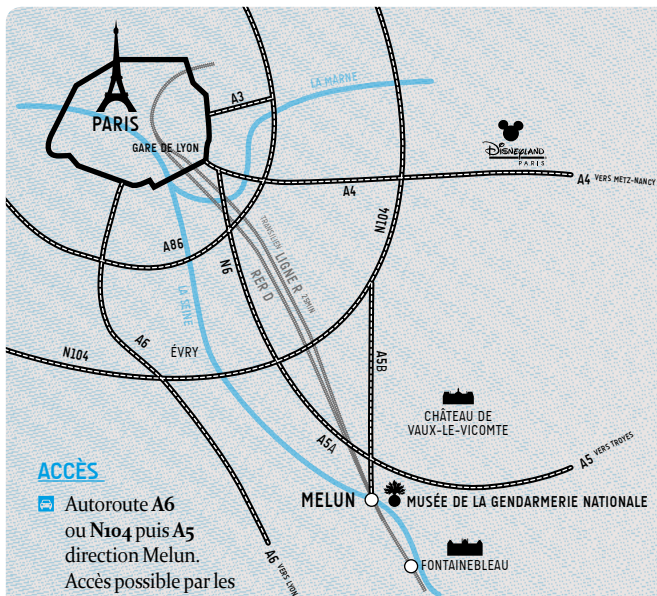 LA MARNE
A3
PARIS
GARE DE LYON
DISNEYLAND
PARIS
A4
A4 VERS METZ-NANCY
N104
A86
N6
TRANSILIEN LIGNE R 25MIN
RER D
LA SEINE
A6
N104
ÉVRY
A5B
CHÂTEAU DE
VAUX-LE-VICOMTE
A5A
A5 VERS TROYES
MELUN
MUSÉE DE LA GENDARMERIE NATIONALE
FONTAINEBLEAU
A6 VERS LYON
ACCÈS
Autoroute A6
ou N104 puis A5
direction Melun.
Accès possible par les